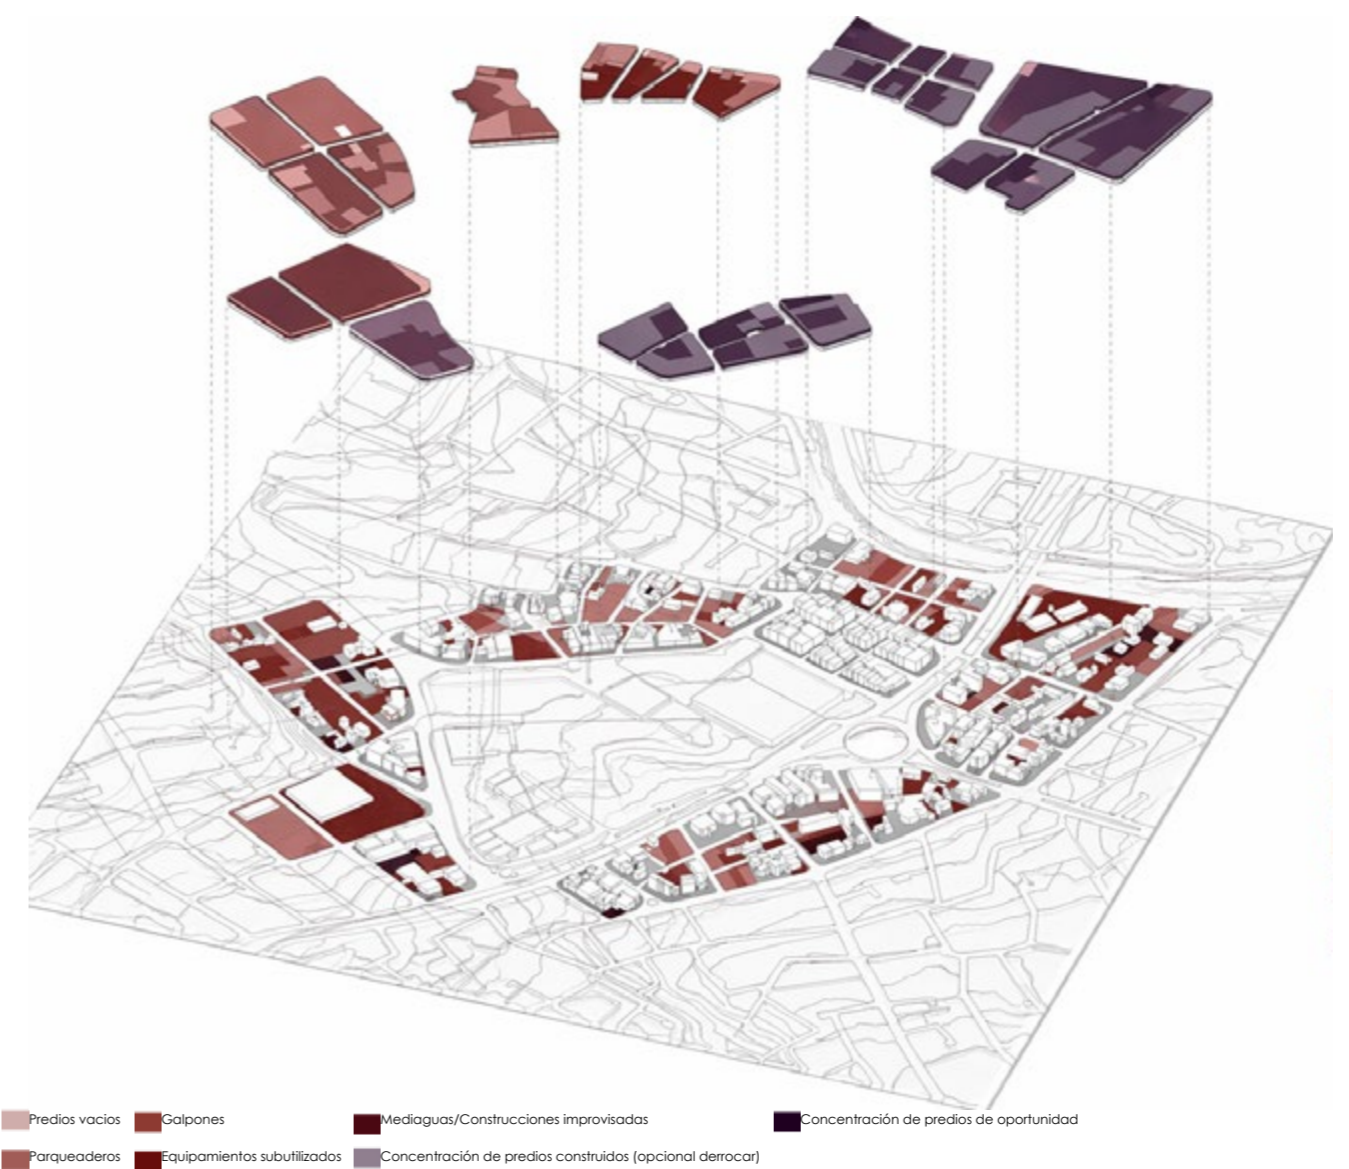 Predios vacios
Galpones
Mediaguas/Construcciones improvisadas
Concentración de predios de oportunidad
Parqueaderos
Equipamientos subutilizados
Concentración de predios construidos (opcional derrocar)